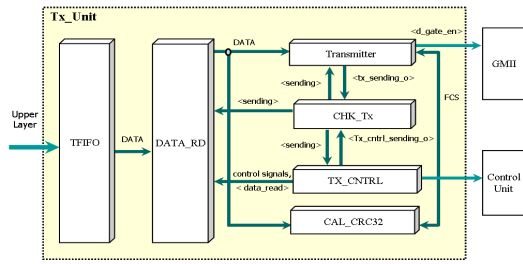 Tx_Unit
DATA
Transmitter
<d_gate_en>
GMII
<sending>
<tx_sending_o>
FCS
Upper
Layer
<sending>
CHK_Tx
TFIFO
DATA
DATA_RD
<sending>
<Tx_cntrl_sending_o>
control signals,
< data_read>
TX_CNTRL
Control
Unit
CAL_CRC32